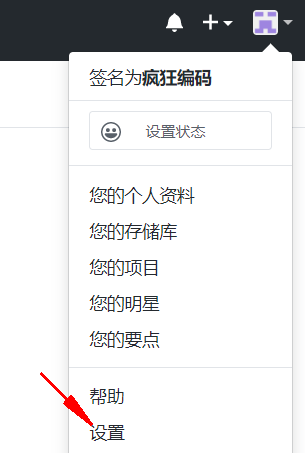 签名为疯狂编码
设置状态
您的个人资料
您的存储库
您的项目
您的明星
您的要点
帮助
设置